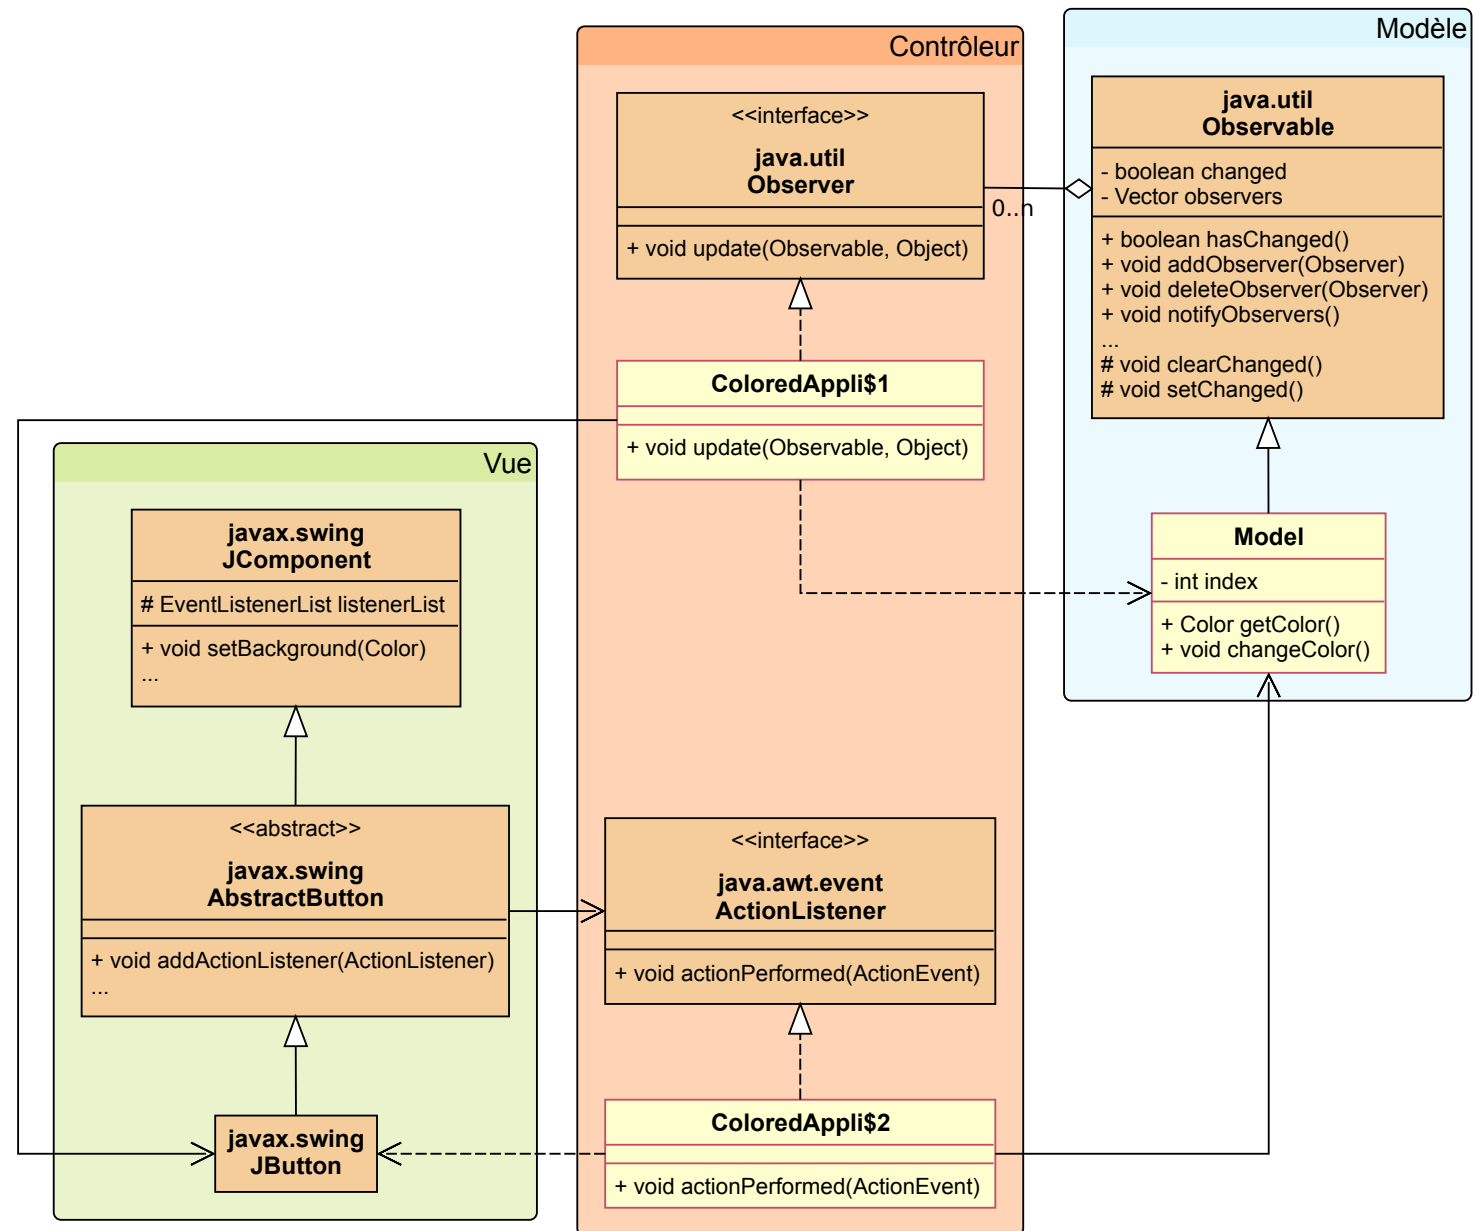 Contrôleur
<<interface>>
java.util
Observer
+ void update(Observable, Object)
0..n
ColoredAppli$1
+ void update(Observable, Object)
<<interface>>
java.awt.event
ActionListener
+ void actionPerformed(ActionEvent)
ColoredAppli$2
+ void actionPerformed(ActionEvent)
Modèle
java.util
Observable
- boolean changed
- Vector observers
+ boolean hasChanged()
+ void addObserver(Observer)
+ void deleteObserver(Observer)
+ void notifyObservers()
...
# void clearChanged()
# void setChanged()
Model
- int index
+ Color getColor()
+ void changeColor()
Vue
javax.swing
JComponent
# EventListenerList listenerList
+ void setBackground(Color)
...
<<abstract>>
javax.swing
AbstractButton
+ void addActionListener(ActionListener)
...
javax.swing
JButton